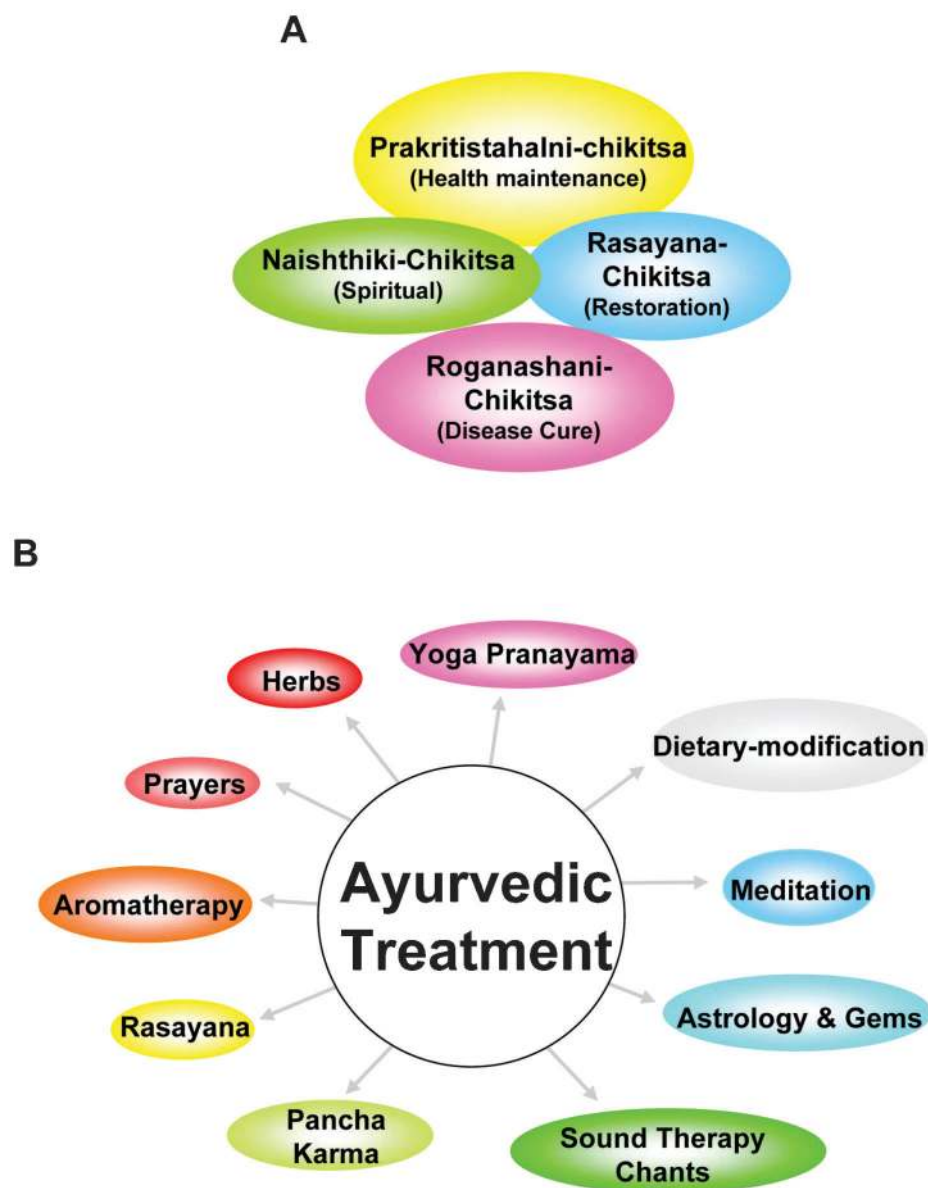 A
Prakritistahalni-chikitsa
(Health maintenance)
Naishthiki-Chikitsa
(Spiritual)
Rasayana-
Chikitsa
(Restoration)
Roganashani-
Chikitsa
(Disease Cure)
B
Yoga Pranayama
Herbs
Dietary-modification
Prayers
Ayurvedic
Treatment
Meditation
Aromatherapy
Astrology & Gems
Rasayana
Pancha
Karma
Sound Therapy
Chants